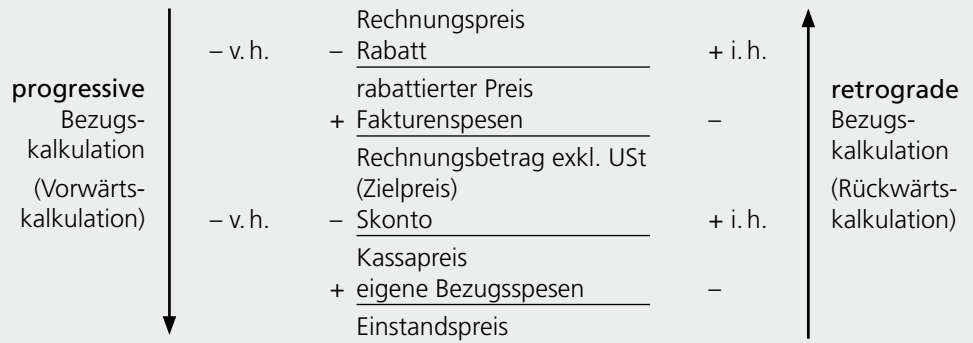 Rechnungspreis
– v. h. – Rabatt + i. h.
progressive
Bezugs-
kalkulation
(Vorwärts-
kalkulation)
rabattierter Preis
+ Fakturenspesen –
Rechnungsbetrag exkl. USt
(Zielpreis)
– v. h. – Skonto + i. h.
Kassapreis
+ eigene Bezugsspesen –
Einstandspreis
retrograde
Bezugs-
kalkulation
(Rückwärts-
kalkulation)